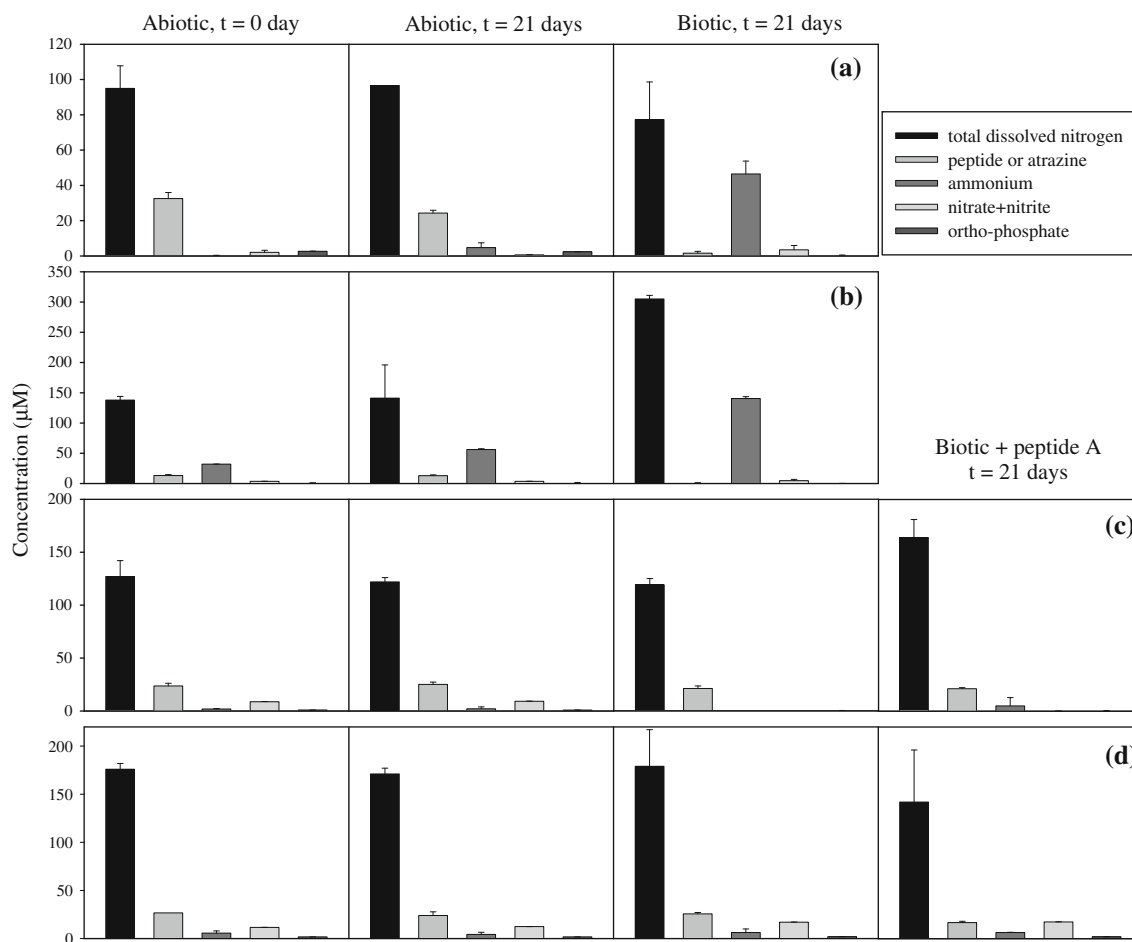 Abiotic, t = 0 day
Abiotic, t = 21 days
Biotic, t = 21 days
120
100
80
60
40
20
0
(a)
total dissolved nitrogen
peptide or atrazine
ammonium
nitrate+nitrite
ortho-phosphate
350
300
250
200
150
100
50
0
(b)
Concentration (µM)
Biotic + peptide A
t = 21 days
200
150
100
50
0
(c)
200
150
100
50
0
(d)